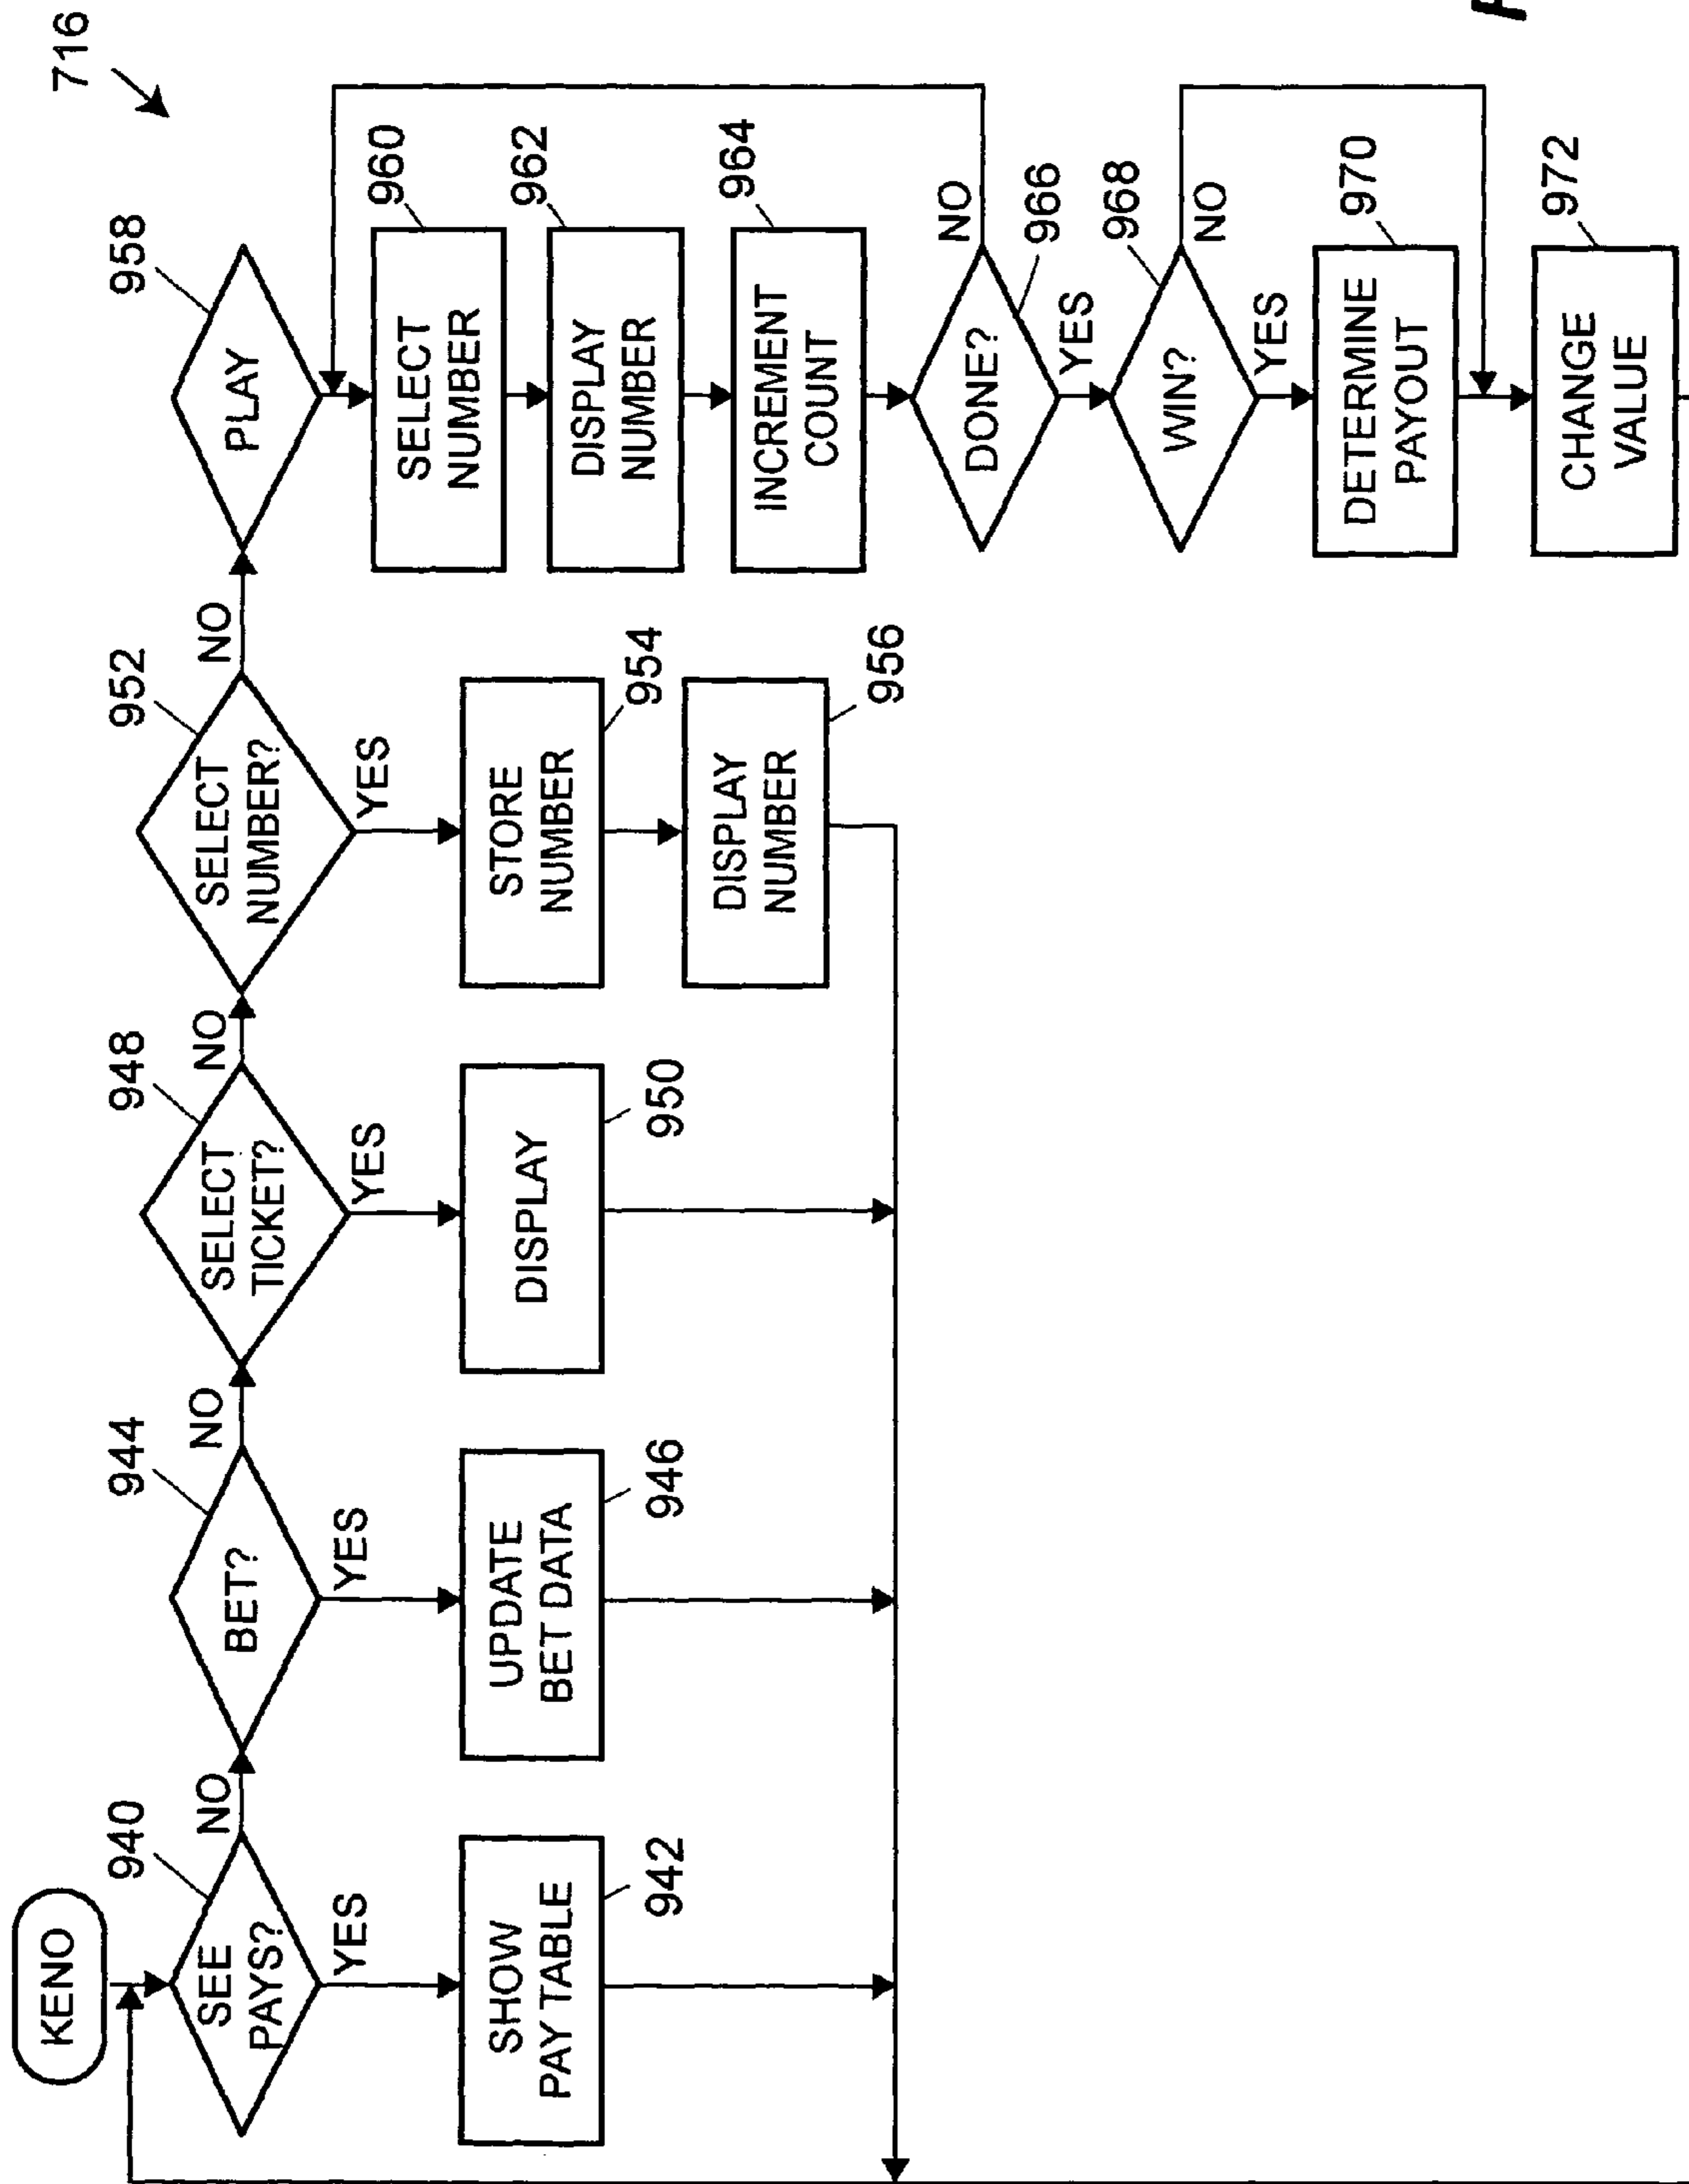 716
KENO
940
SEE
PAYS?
NO
YES
SHOW
PAY TABLE
942
944
BET?
NO
YES
UPDATE
BET DATA
946
948
SELECT
TICKET?
NO
YES
DISPLAY
950
952
SELECT
NUMBER?
NO
YES
STORE
NUMBER
954
DISPLAY
NUMBER
956
958
PLAY
960
SELECT
NUMBER
962
DISPLAY
NUMBER
964
INCREMENT
COUNT
DONE?
NO
966
YES
968
WIN?
NO
YES
DETERMINE
PAYOUT
970
CHANGE
VALUE
972